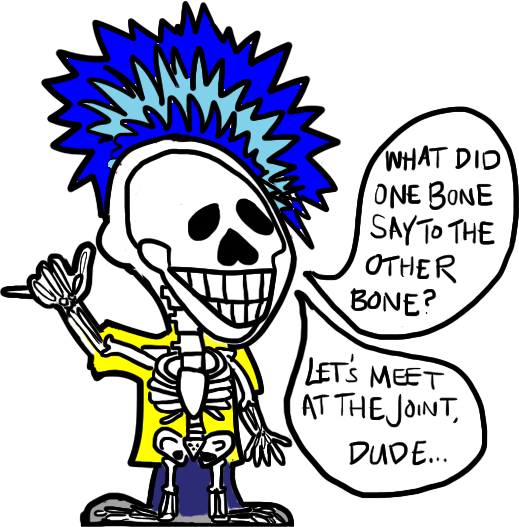 WHAT DID
ONE BONE
SAY TO THE
OTHER
BONE?
LET'S MEET
AT THE JOINT,
DUDE...